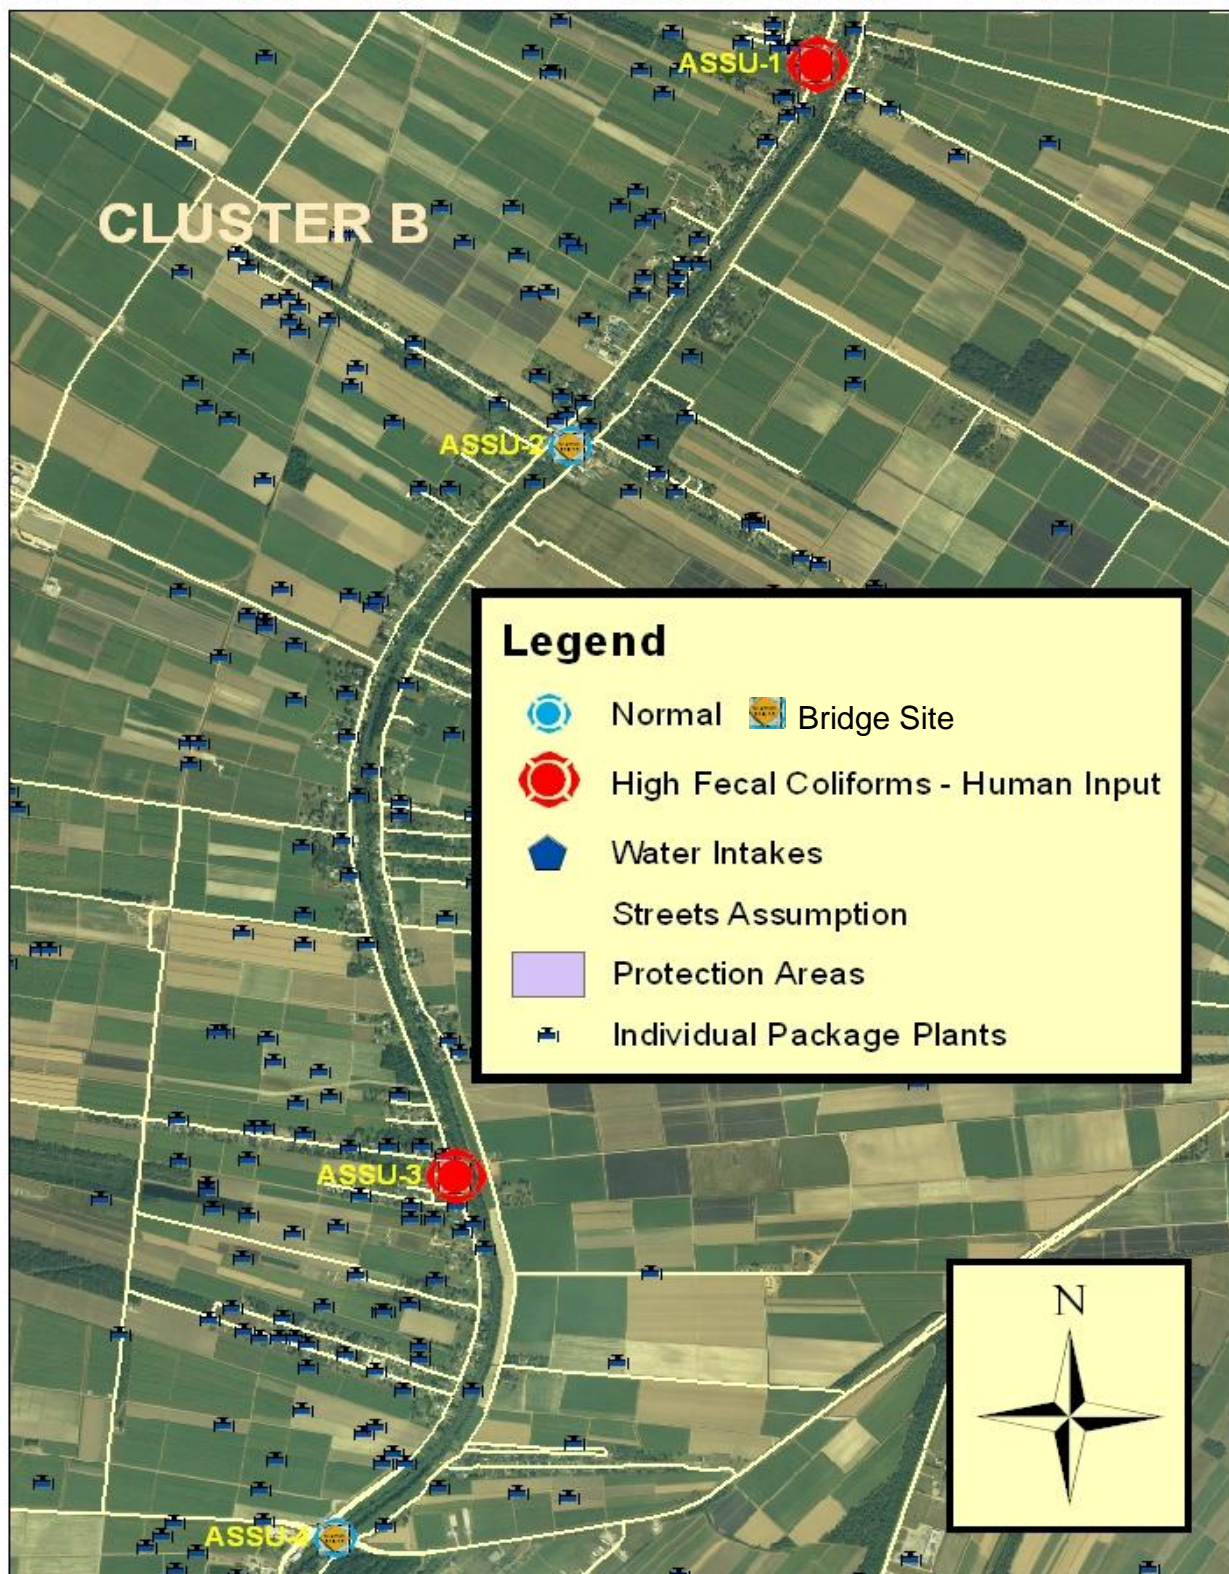 ASSU-1
CLUSTER B
ASSU-2
Legend
Normal Bridge Site
High Fecal Coliforms - Human Input
Water Intakes
Streets Assumption
Protection Areas
Individual Package Plants
ASSU-3
N
ASSU-4